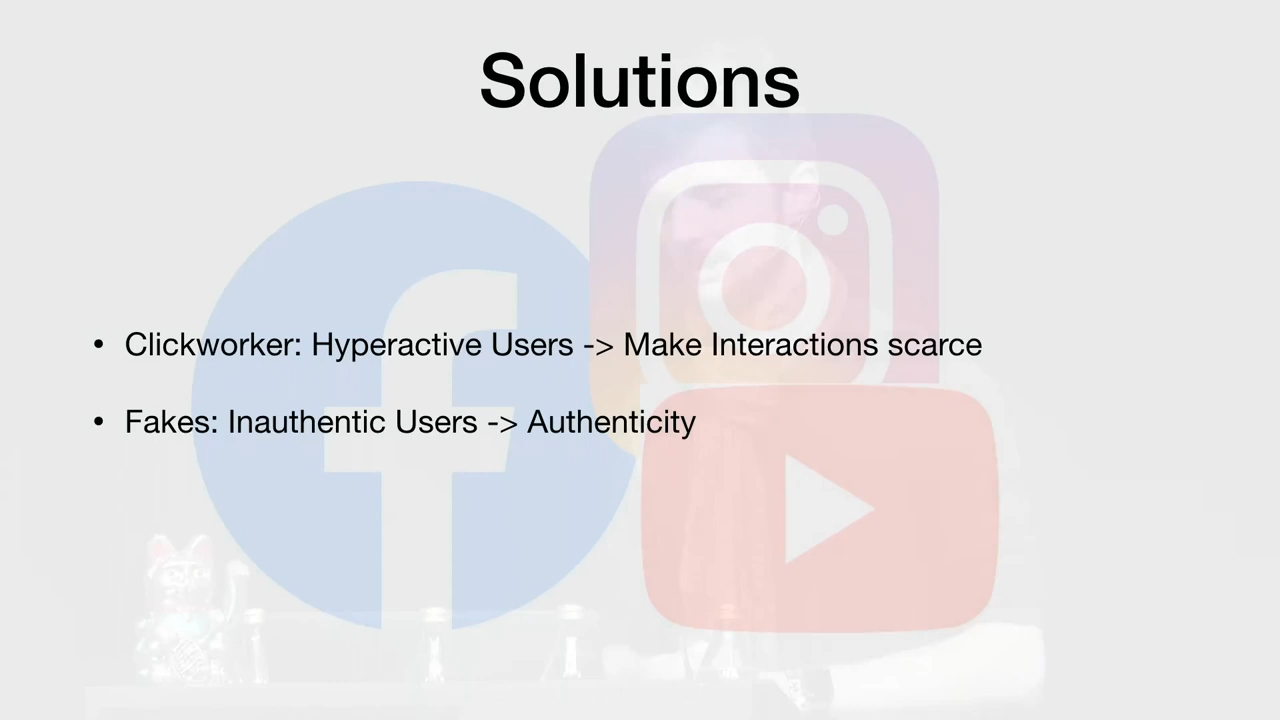 Solutions
• Clickworker: Hyperactive Users -> Make Interactions scarce
• Fakes: Inauthentic Users -> Authenticity